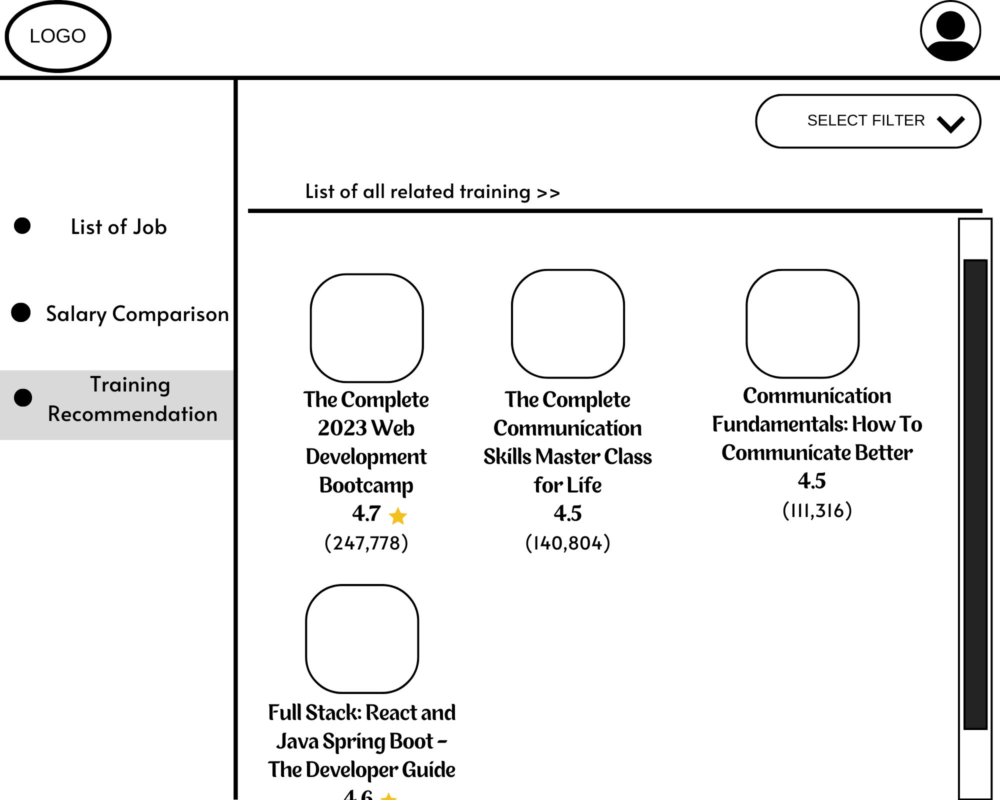 LOGO
SELECT FILTER
List of all related training >>
List of Job
Salary Comparison
Training
Recommendation
The Complete
2023 Web
Development
Bootcamp
4.7
(247,778)
The Complete
Communication
Skills Master Class
for Life
4.5
(140,804)
Communication
Fundamentals: How To
Communicate Better
4.5
(111,316)
Full Stack: React and
Java Spring Boot -
The Developer Guide
4.6